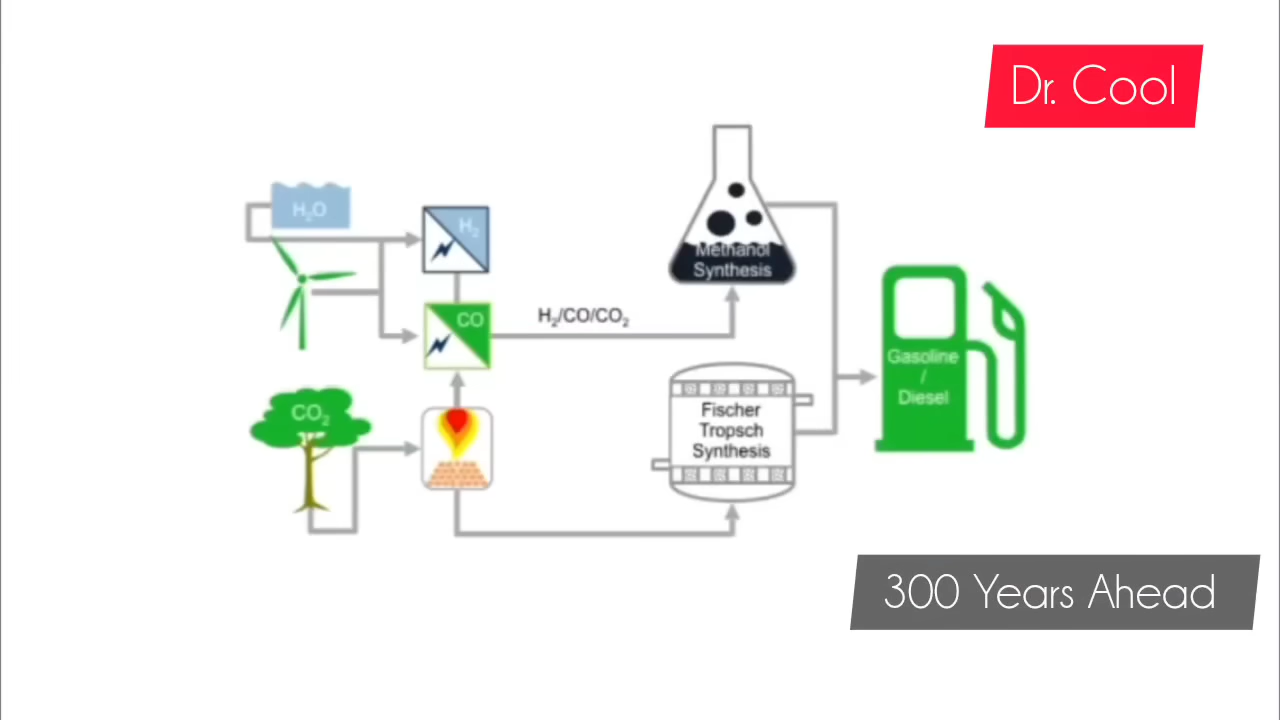 Dr. Cool
H₂O
H₂
CO
H₂/CO/CO₂
Methanol
Synthesis
CO₂
Fischer
Tropsch
Synthesis
Gasoline
/
Diesel
300 Years Ahead